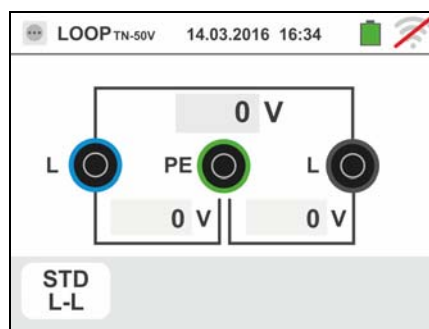 LOOP TN-50V 14.03.2016 16:34
0 V
L PE L
0 V 0 V
STD
L-L